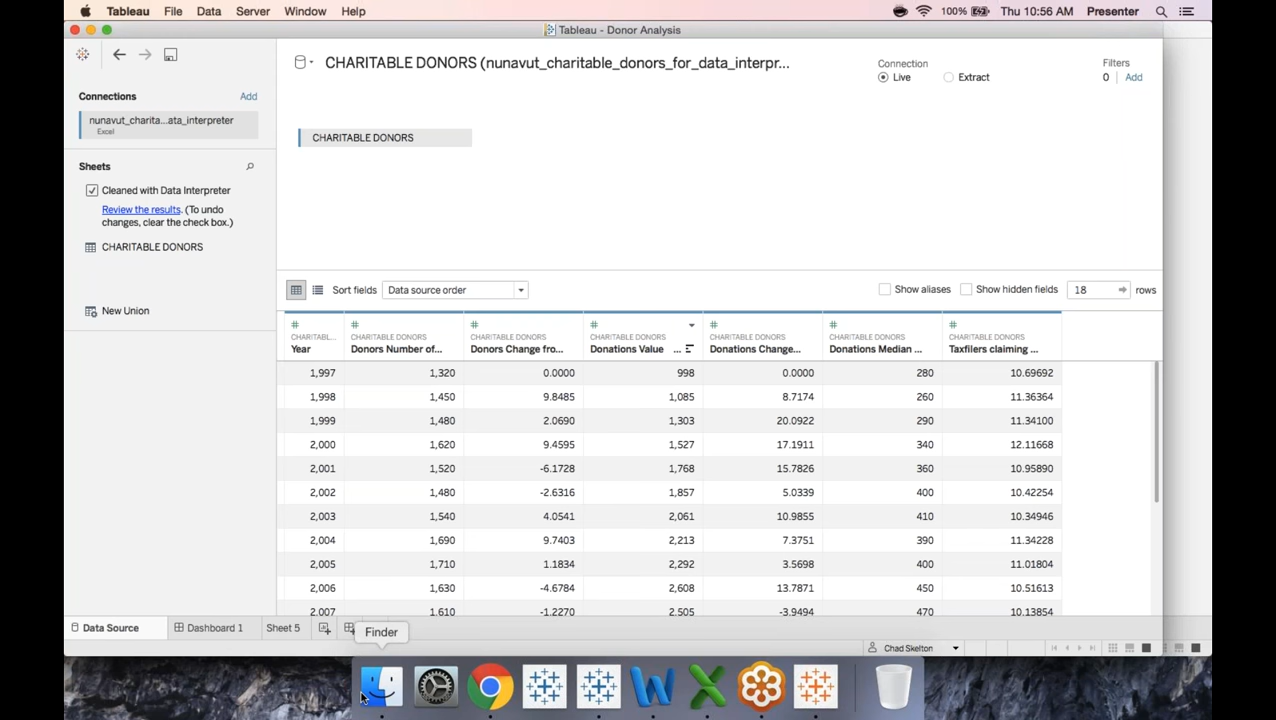 Tableau File Data Server Window Help 100% Thu 10:56 AM Presenter
Tableau - Donor Analysis
CHARITABLE DONORS (nunavut_charitable_donors_for_data_interpr...
Connection
Live Extract
Filters
0 Add
Connections Add
nunavut_charita...ata_interpreter
Excel
CHARITABLE DONORS
Sheets
Cleaned with Data Interpreter
Review the results. (To undo
changes, clear the check box.)
CHARITABLE DONORS
New Union
Sort fields Data source order Show aliases Show hidden fields 18 rows
CHARITABL... CHARITABLE DONORS CHARITABLE DONORS CHARITABLE DONORS CHARITABLE DONORS CHARITABLE DONORS CHARITABLE DONORS
Year Donors Number of... Donors Change fro... Donations Value ... Donations Change... Donations Median ... Taxfilers claiming ...
1,997 1,320 0.0000 998 0.0000 280 10.69692
1,998 1,450 9.8485 1,085 8.7174 260 11.36364
1,999 1,480 2.0690 1,303 20.0922 290 11.34100
2,000 1,620 9.4595 1,527 17.1911 340 12.11668
2,001 1,520 -6.1728 1,768 15.7826 360 10.95890
2,002 1,480 -2.6316 1,857 5.0339 400 10.42254
2,003 1,540 4.0541 2,061 10.9855 410 10.34946
2,004 1,690 9.7403 2,213 7.3751 390 11.34228
2,005 1,710 1.1834 2,292 3.5698 400 11.01804
2,006 1,630 -4.6784 2,608 13.7871 450 10.51613
2,007 1,610 -1.2270 2,505 -3.9494 470 10.13854
Data Source Dashboard 1 Sheet 5
Finder
Chad Skelton